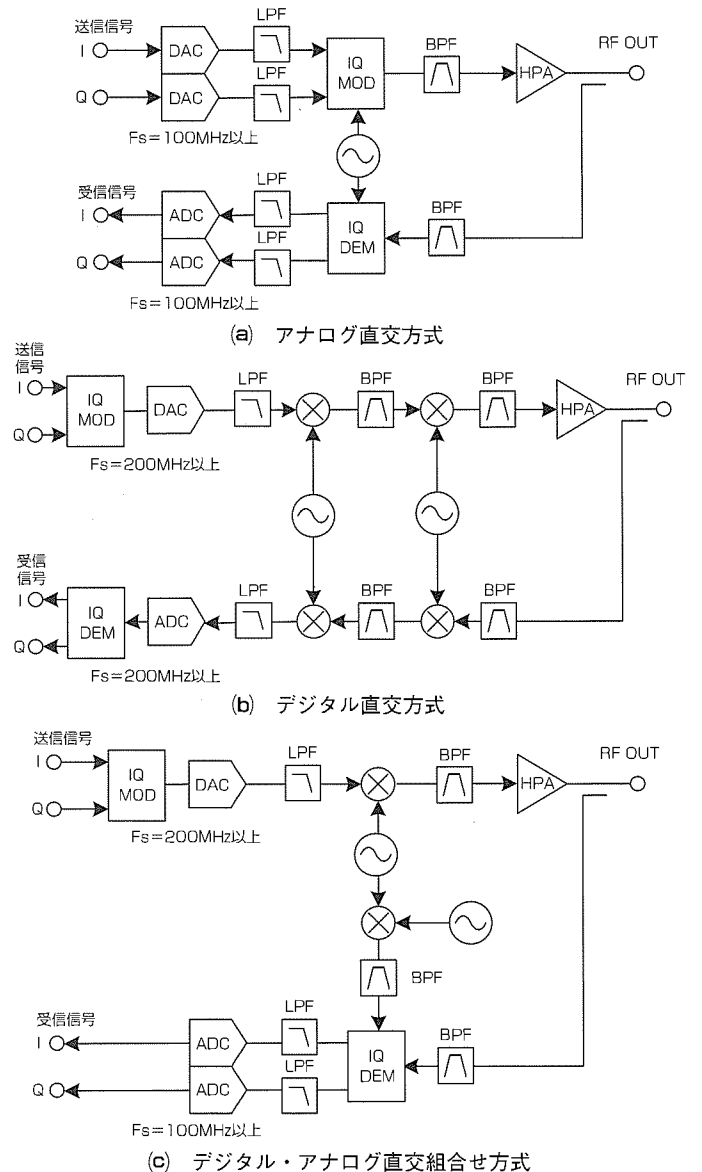 送信信号
I
Q
DAC
DAC
Fs=100MHz以上
LPF
LPF
IQ
MOD
BPF
HPA
RF OUT
受信信号
I
Q
ADC
ADC
Fs=100MHz以上
LPF
LPF
IQ
DEM
BPF
(a) アナログ直交方式
送信
信号
I
Q
IQ
MOD
DAC
Fs=200MHz以上
LPF
BPF
BPF
HPA
RF OUT
受信
信号
I
Q
IQ
DEM
ADC
Fs=200MHz以上
LPF
BPF
BPF
(b) デジタル直交方式
送信信号
I
Q
IQ
MOD
DAC
Fs=200MHz以上
LPF
BPF
HPA
RF OUT
BPF
受信信号
I
Q
ADC
ADC
Fs=100MHz以上
LPF
LPF
IQ
DEM
BPF
(c) デジタル・アナログ直交組合せ方式